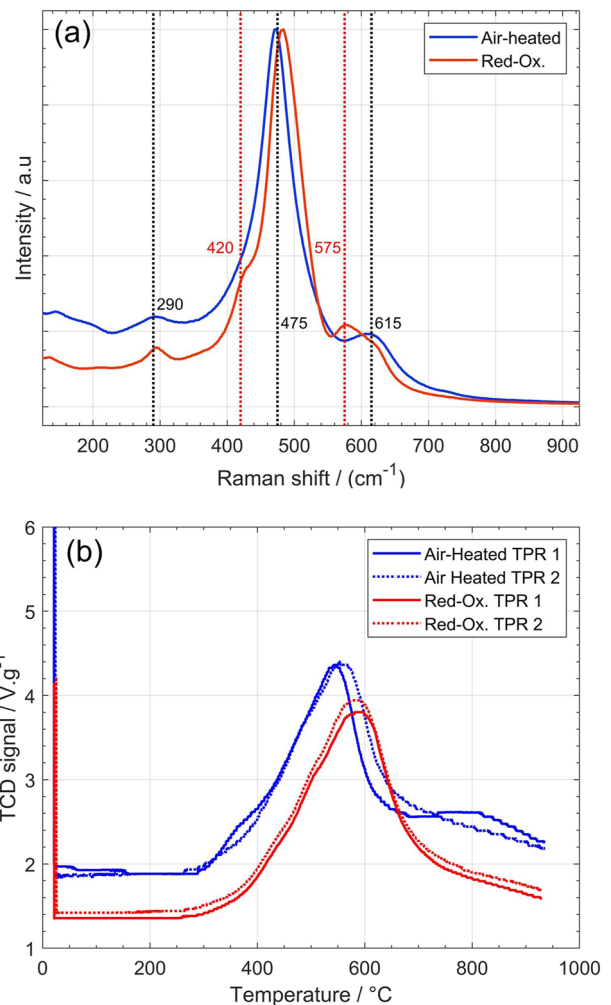 (a)
Air-heated
Red-Ox.
Intensity / a.u
420
575
290
475
615
200 300 400 500 600 700 800 900
Raman shift / (cm-1)
(b)
Air-Heated TPR 1
Air Heated TPR 2
Red-Ox. TPR 1
Red-Ox. TPR 2
TCD signal / V.g-1
6
5
4
3
2
1
0 200 400 600 800 1000
Temperature / °C